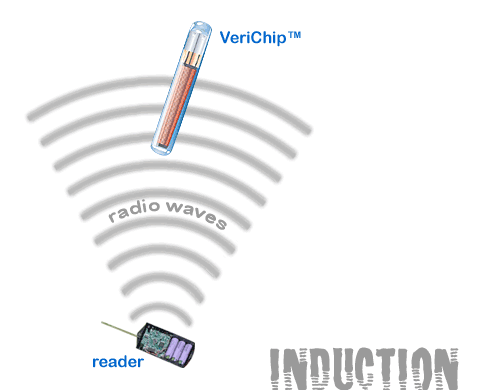 VeriChip™
radio waves
reader
INDUCTION